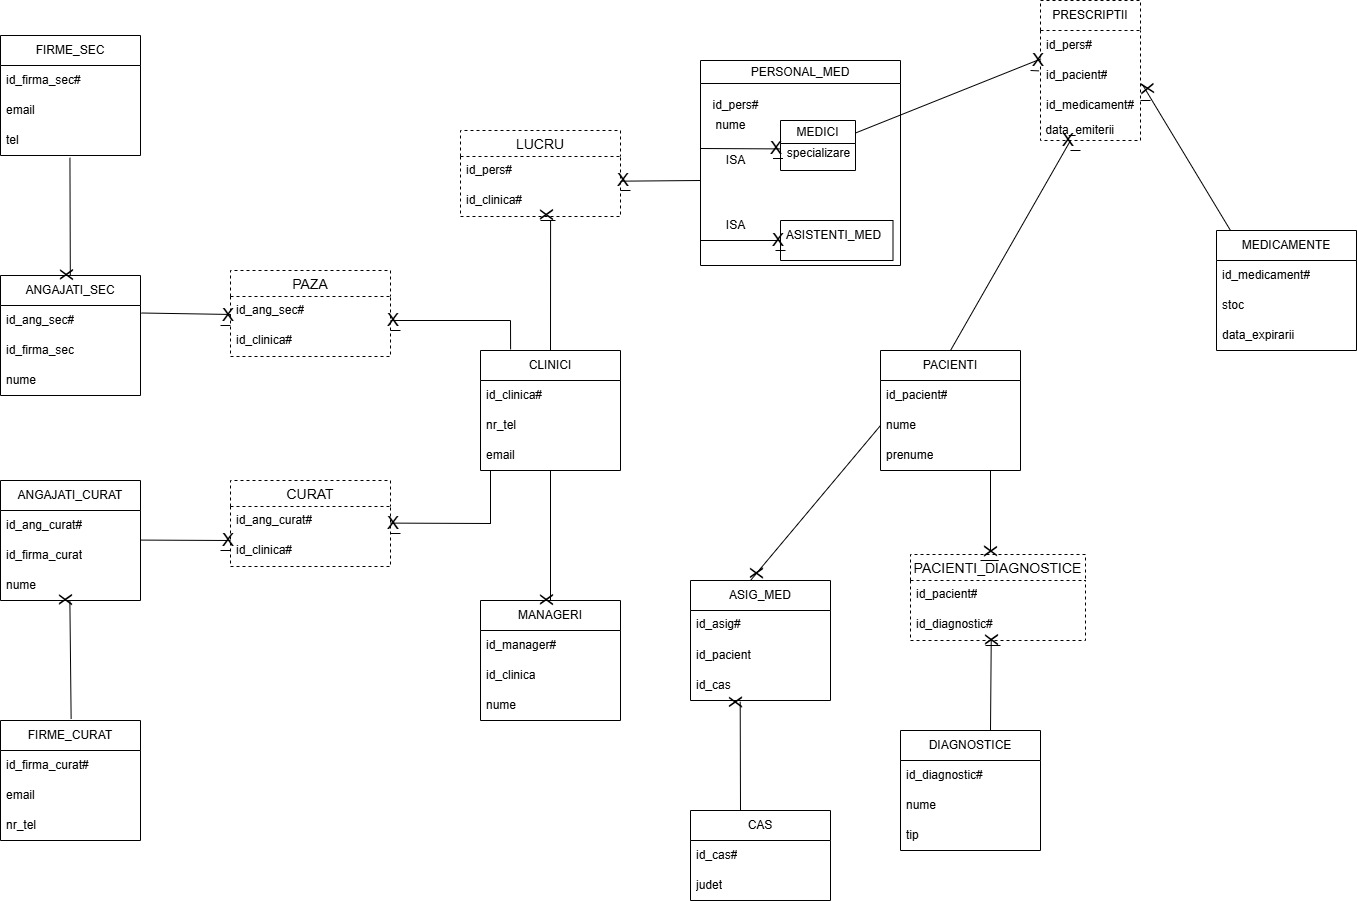 FIRME_SEC
id_firma_sec#
email
tel
ANGAJATI_SEC
id_ang_sec#
id_firma_sec
nume
PAZA
id_ang_sec#
id_clinica#
LUCRU
id_pers#
id_clinica#
PERSONAL_MED
id_pers#
nume
MEDICI
specializare
ISA
ISA
ASISTENTI_MED
PRESCRIPTII
id_pers#
id_pacient#
id_medicament#
data_emiterii
MEDICAMENTE
id_medicament#
stoc
data_expirarii
CLINICI
id_clinica#
nr_tel
email
PACIENTI
id_pacient#
nume
prenume
ANGAJATI_CURAT
id_ang_curat#
id_firma_curat
nume
CURAT
id_ang_curat#
id_clinica#
MANAGERI
id_manager#
id_clinica
nume
ASIG_MED
id_asig#
id_pacient
id_cas
PACIENTI_DIAGNOSTICE
id_pacient#
id_diagnostic#
FIRME_CURAT
id_firma_curat#
email
nr_tel
CAS
id_cas#
judet
DIAGNOSTICE
id_diagnostic#
nume
tip